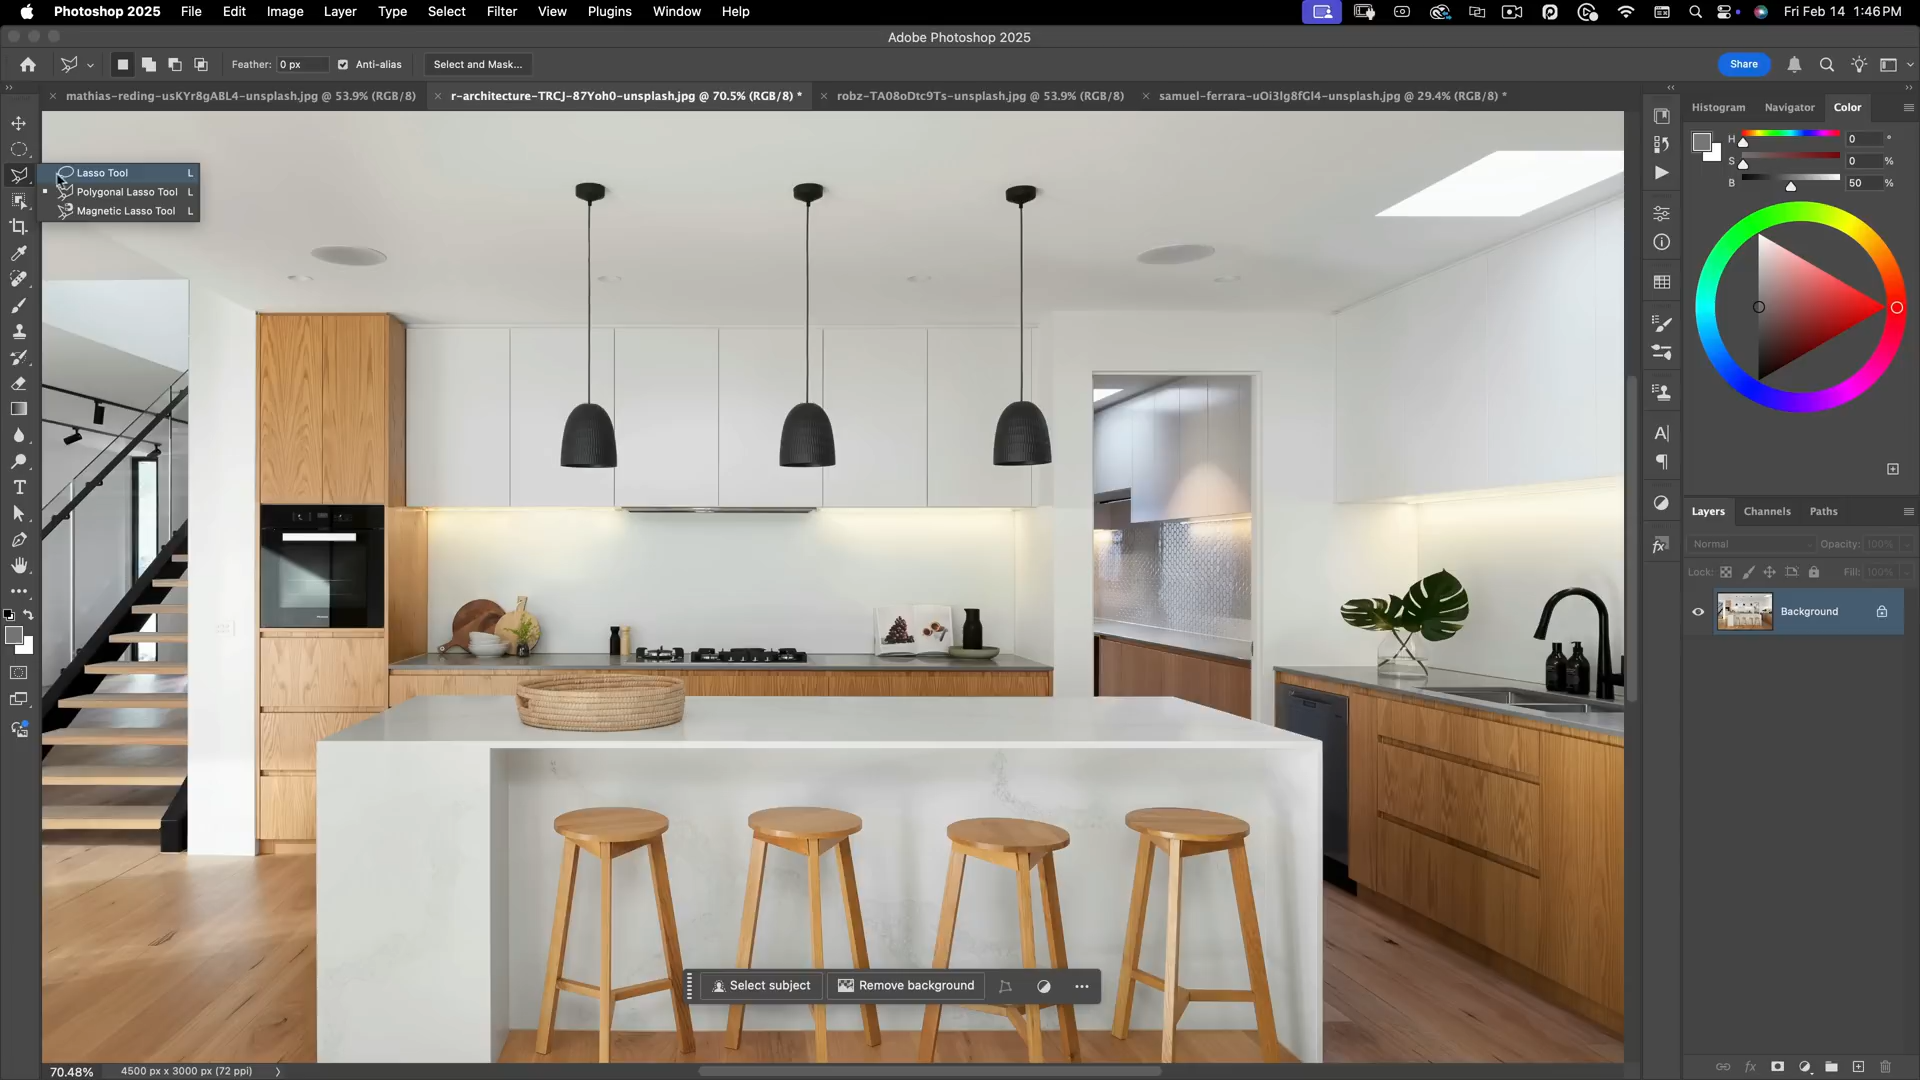 Photoshop 2025 File Edit Image Layer Type Select Filter View Plugins Window Help Fri Feb 14 1:46 PM
Adobe Photoshop 2025
Feather: 0 px Anti-alias Select and Mask... Share
mathias-reding-usKYr8gABL4-unsplash.jpg @ 53.9% (RGB/8) r-architecture-TRCJ-87Yoh0-unsplash.jpg @ 70.5% (RGB/8) * robz-TA08oDtc9Ts-unsplash.jpg @ 53.9% (RGB/8) samuel-ferrara-uOi3lg8fGl4-unsplash.jpg @ 29.4% (RGB/8) *
Histogram Navigator Color
H 0 °
S 0 %
B 50 %
Lasso Tool L
Polygonal Lasso Tool L
Magnetic Lasso Tool L
Layers Channels Paths
Normal Opacity: 100%
Lock: Fill: 100%
Background
Select subject Remove background
70.48% 4500 px x 3000 px (72 ppi)